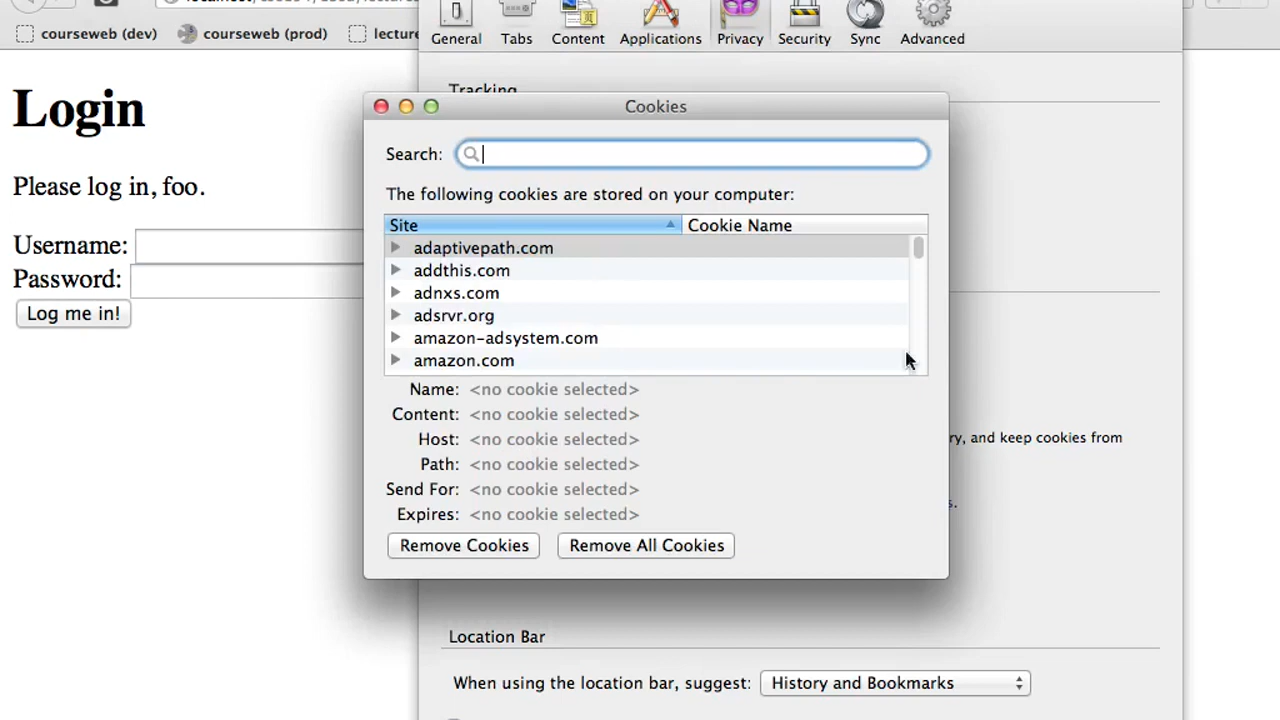 courseweb (dev) courseweb (prod) lecture
General Tabs Content Applications Privacy Security Sync Advanced
Login
Please log in, foo.
Username:
Password:
Log me in!
Tracking
Cookies
Search:
The following cookies are stored on your computer:
Site Cookie Name
adaptivepath.com
addthis.com
adnxs.com
adsrvr.org
amazon-adsystem.com
amazon.com
Name: <no cookie selected>
Content: <no cookie selected>
Host: <no cookie selected>
Path: <no cookie selected>
Send For: <no cookie selected>
Expires: <no cookie selected>
Remove Cookies Remove All Cookies
ry, and keep cookies from
s.
Location Bar
When using the location bar, suggest: History and Bookmarks